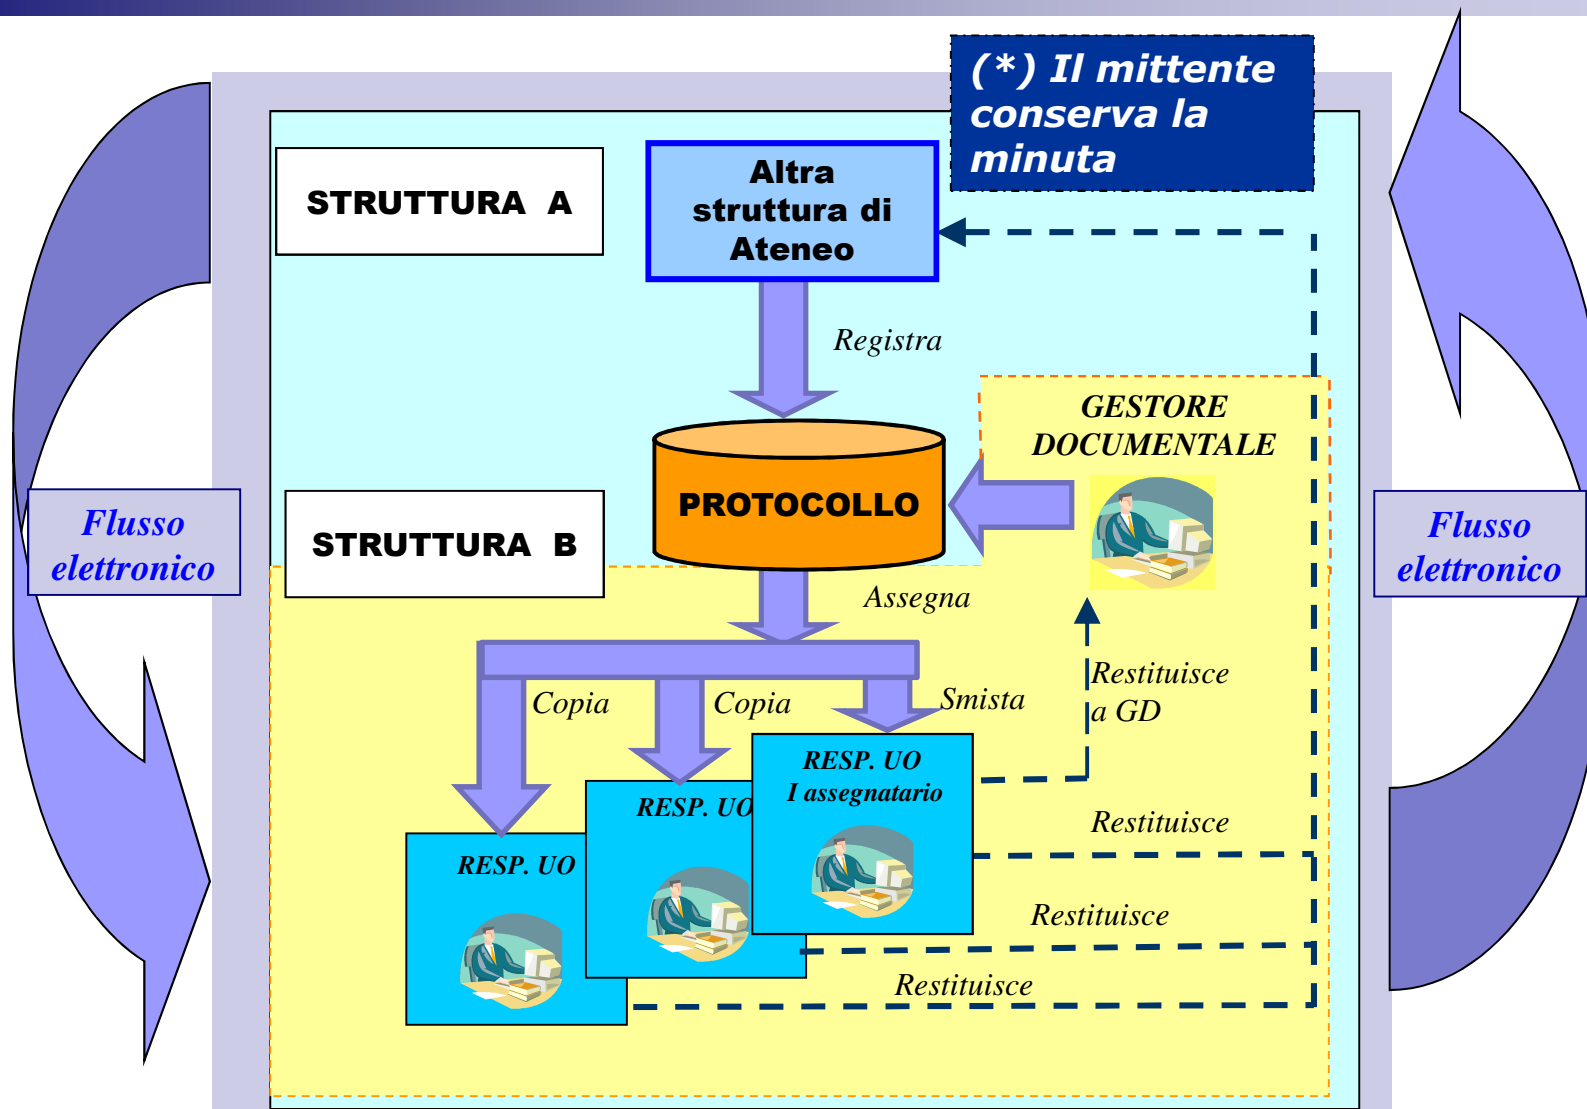 (*) Il mittente
conserva la
minuta
STRUTTURA A
Altra
struttura di
Ateneo
Registra
GESTORE
DOCUMENTALE
PROTOCOLLO
STRUTTURA B
Flusso
elettronico
Flusso
elettronico
Assegna
Restituisce
a GD
Copia
Copia
Smista
RESP. UO
I assegnatario
RESP. UO
RESP. UO
Restituisce
Restituisce
Restituisce